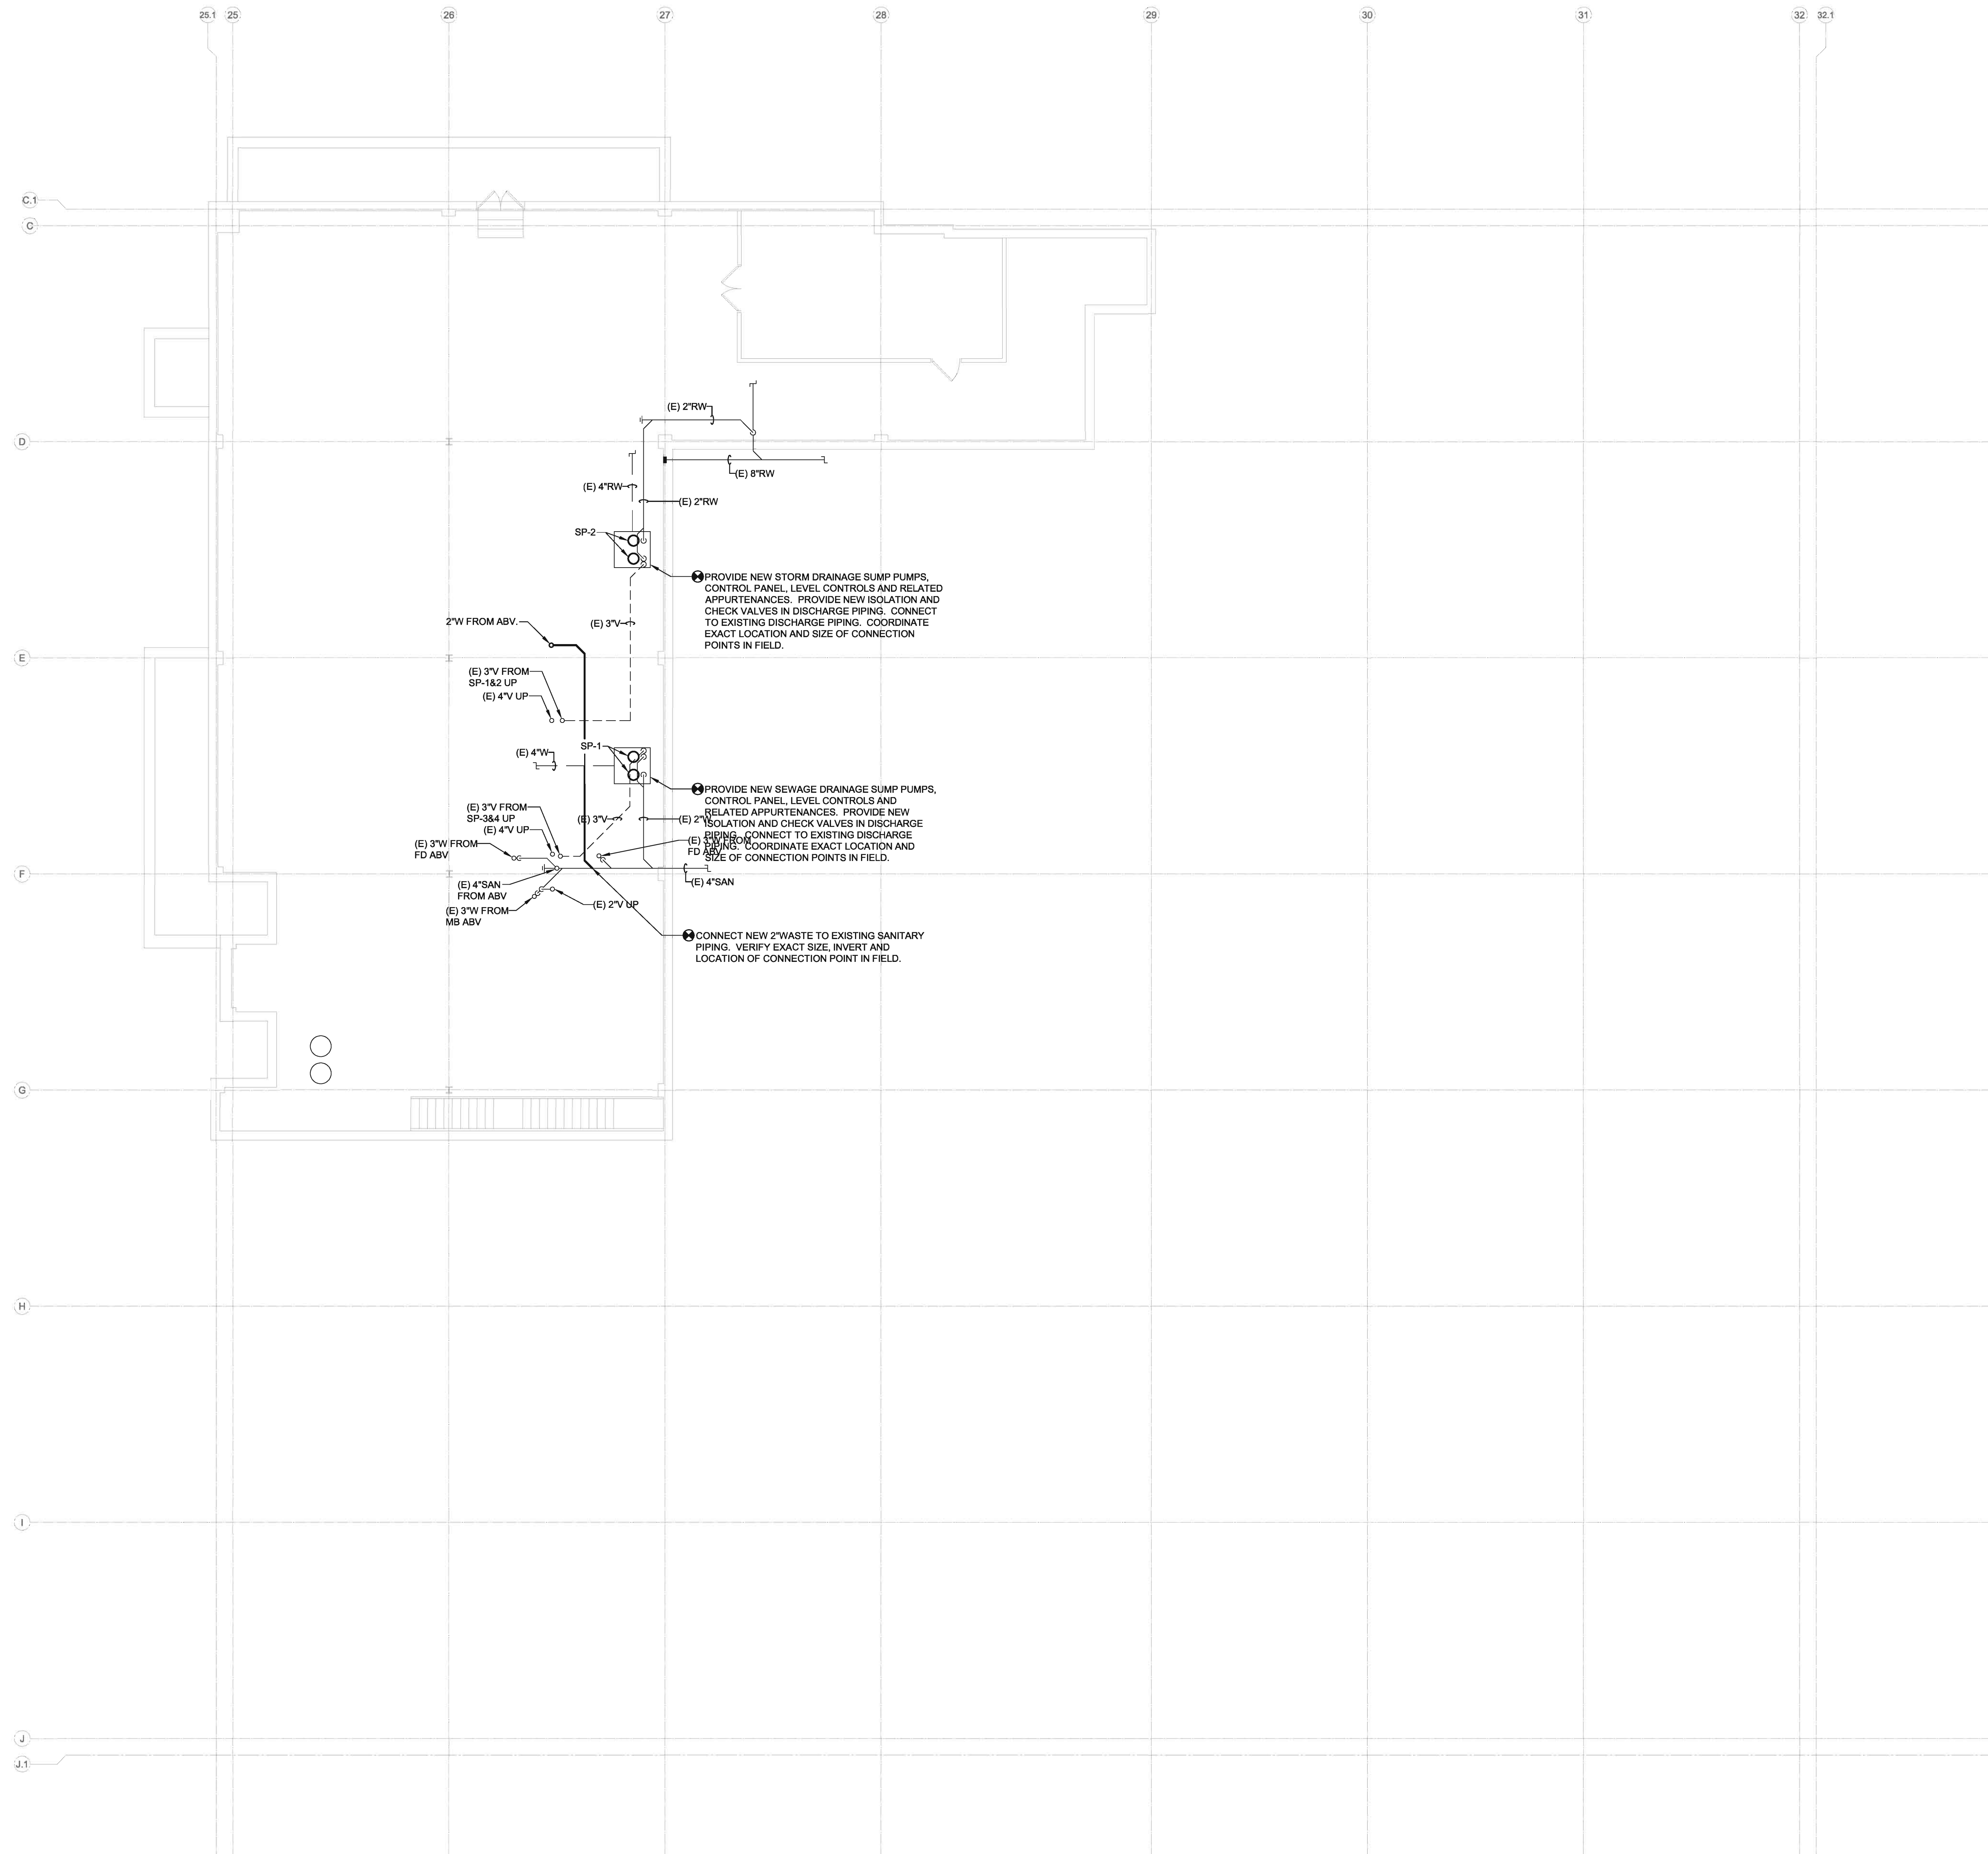 25.1
25
26
27
28
29
30
31
32
32.1
C.1
C
(E) 2"RW
D
(E) 8"RW
(E) 4"RW
(E) 2"RW
SP-2
PROVIDE NEW STORM DRAINAGE SUMP PUMPS,
CONTROL PANEL, LEVEL CONTROLS AND RELATED
APPURTENANCES. PROVIDE NEW ISOLATION AND
CHECK VALVES IN DISCHARGE PIPING. CONNECT
TO EXISTING DISCHARGE PIPING. COORDINATE
EXACT LOCATION AND SIZE OF CONNECTION
POINTS IN FIELD.
2"W FROM ABV.
(E) 3"V
E
(E) 3"V FROM
SP-1&2 UP
(E) 4"V UP
SP-1
(E) 4"W
PROVIDE NEW SEWAGE DRAINAGE SUMP PUMPS,
CONTROL PANEL, LEVEL CONTROLS AND
RELATED APPURTENANCES. PROVIDE NEW
ISOLATION AND CHECK VALVES IN DISCHARGE
PIPING. CONNECT TO EXISTING DISCHARGE
PIPING. COORDINATE EXACT LOCATION AND
SIZE OF CONNECTION POINTS IN FIELD.
(E) 3"V FROM
SP-3&4 UP
(E) 3"V
(E) 2"W
(E) 4"V UP
(E) 3"W FROM
FD ABV
(E) 3"W FROM
FD ABV
F
(E) 4"SAN
FROM ABV
(E) 4"SAN
(E) 3"W FROM
MB ABV
(E) 2"V UP
CONNECT NEW 2"WASTE TO EXISTING SANITARY
PIPING. VERIFY EXACT SIZE, INVERT AND
LOCATION OF CONNECTION POINT IN FIELD.
G
H
I
J
J.1